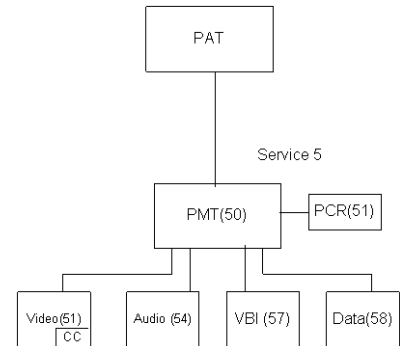 PAT
Service 5
PMT(50)
PCR(51)
Video(51)
CC
Audio (54)
VBI (57)
Data(58)